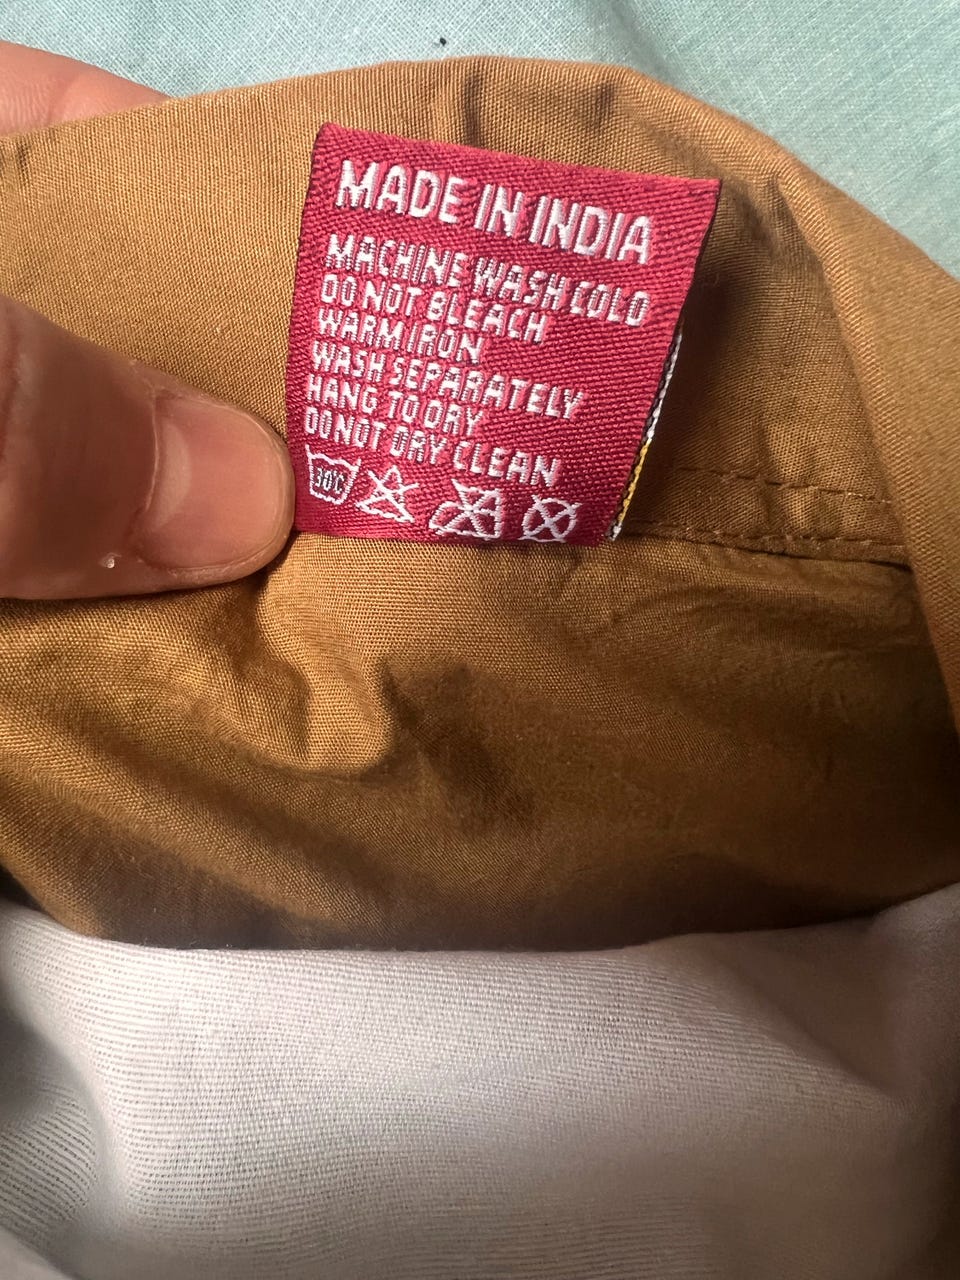 MADE IN INDIA
MACHINE WASH COLD
DO NOT BLEACH
WARM IRON
WASH SEPARATELY
HANG TO DRY
DO NOT DRY CLEAN
30°C